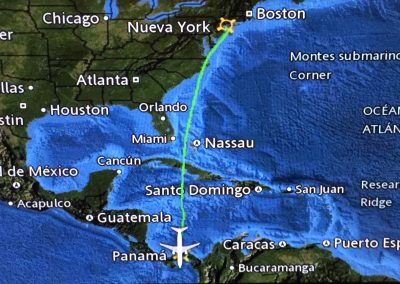 Chicago
Boston
Nueva York
Montes submarino
Corner
llas
Atlanta
stin
Houston
Orlando
OCÉA
ATLÁN
Miami
Nassau
d de México
Cancún
Santo Domingo
San Juan
Resear
Ridge
Acapulco
Guatemala
Panamá
Caracas
Puerto Esp
Bucaramanga